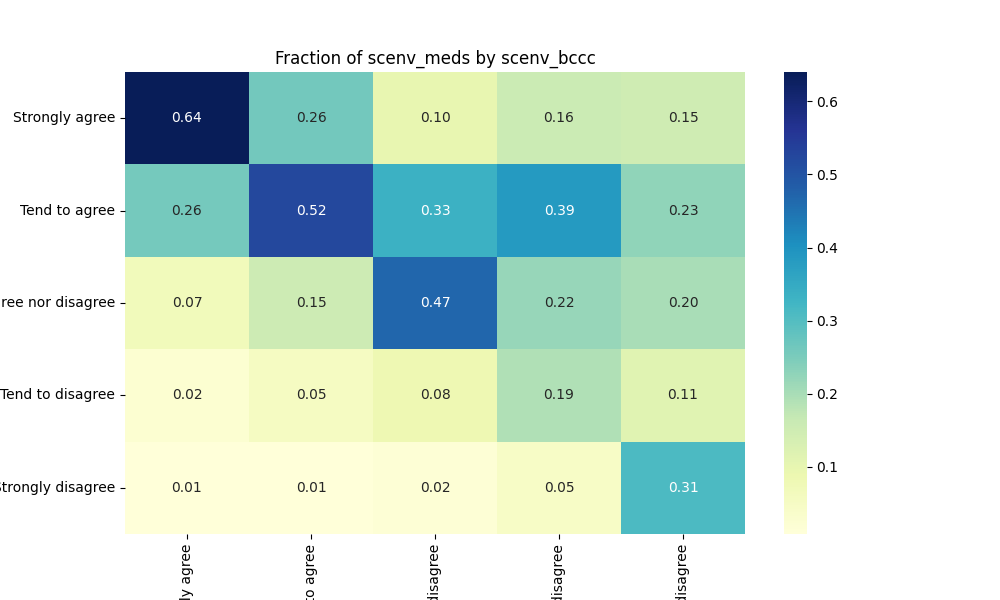 Fraction of scenv_meds by scenv_bccc
Strongly agree 0.64 0.26 0.10 0.16 0.15
Tend to agree 0.26 0.52 0.33 0.39 0.23
ree nor disagree 0.07 0.15 0.47 0.22 0.20
Tend to disagree 0.02 0.05 0.08 0.19 0.11
Strongly disagree 0.01 0.01 0.02 0.05 0.31
ly agree
to agree
disagree
disagree
disagree
0.6
0.5
0.4
0.3
0.2
0.1